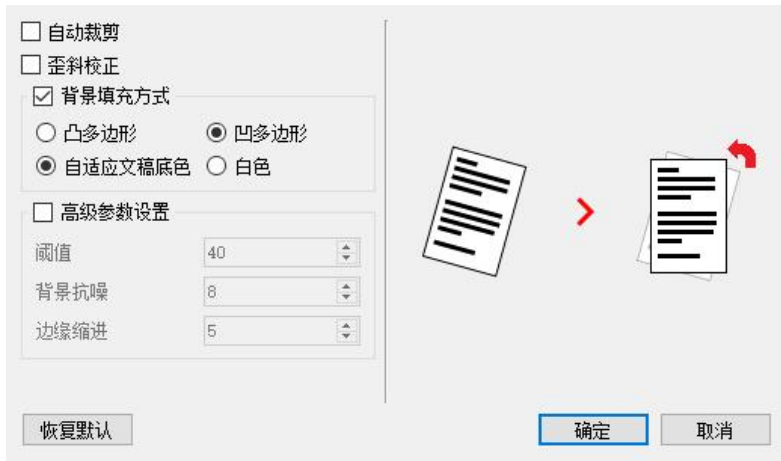 自动裁剪
歪斜校正
背景填充方式
凸多边形 凹多边形
自适应文稿底色 白色
高级参数设置
阈值 40
背景抗噪 8
边缘缩进 5
恢复默认 确定 取消